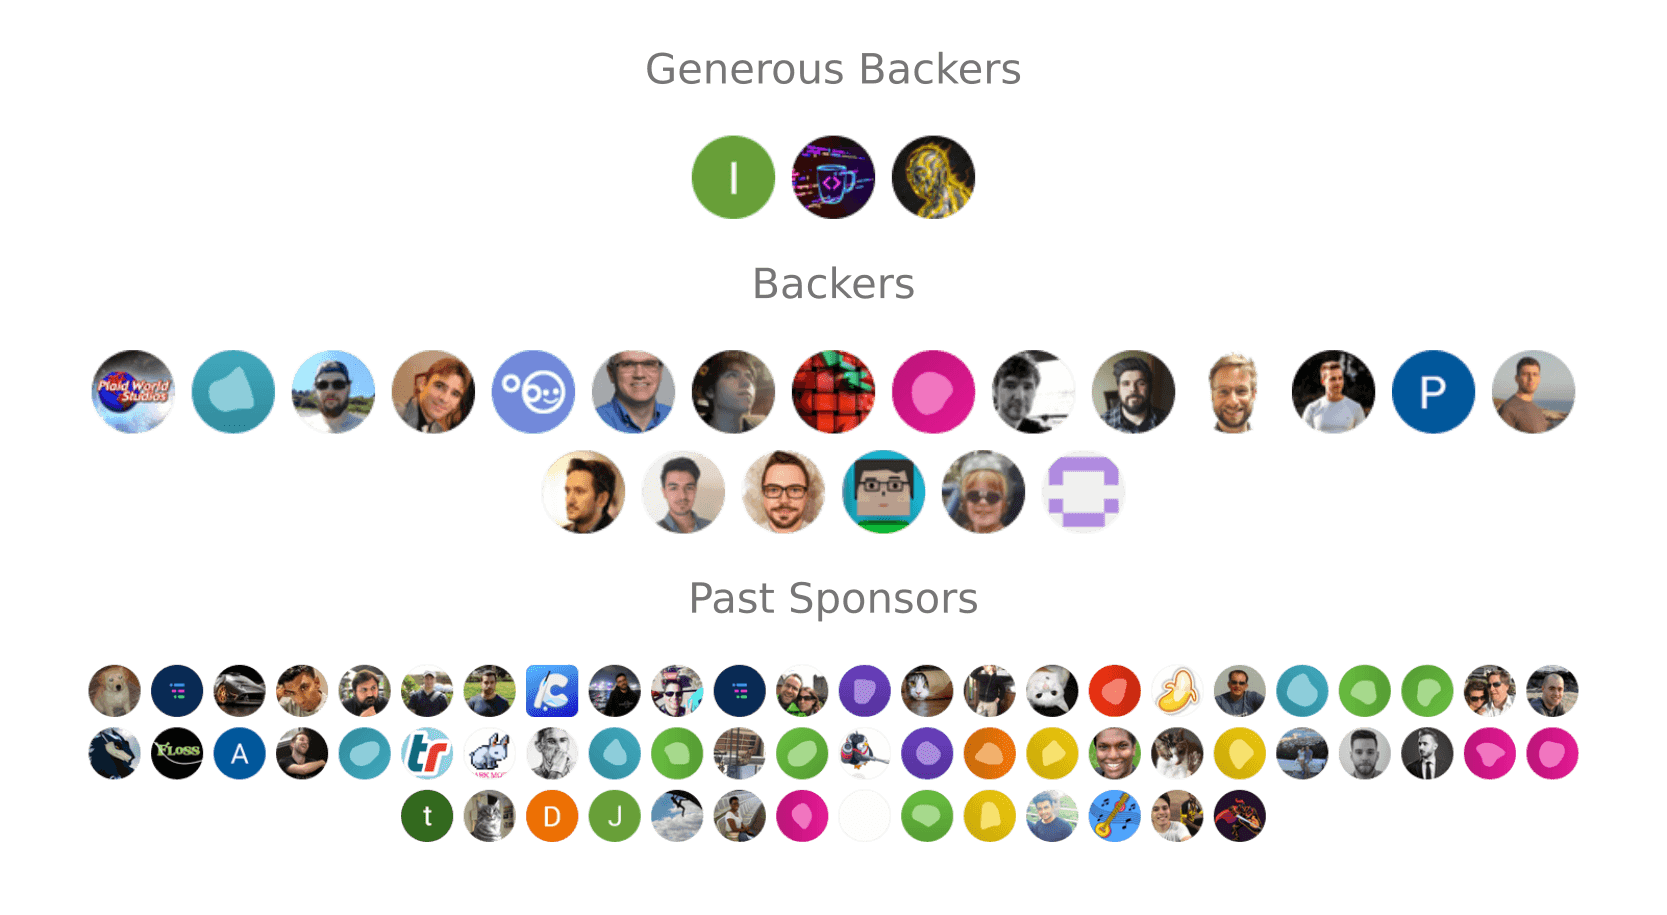 Generous Backers
I
Backers
Plaid World
Studios
P
Past Sponsors
C
FLOSS
A
tr
t
D
J